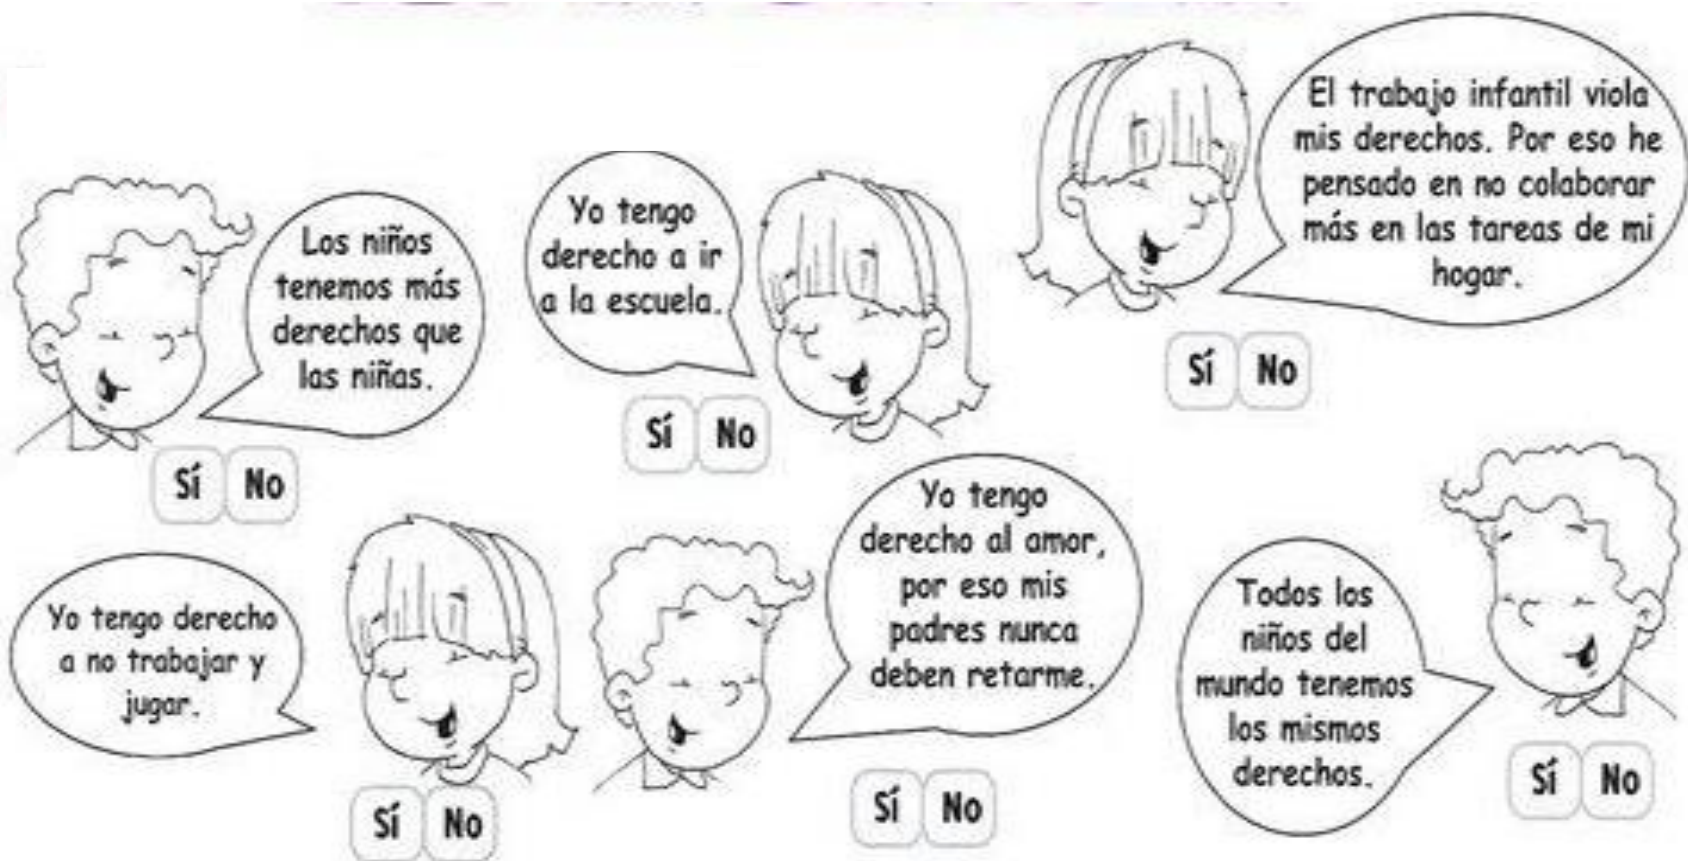 Los niños
tenemos más
derechos que
las niñas.
Sí No
Yo tengo
derecho a ir
a la escuela.
Sí No
El trabajo infantil viola
mis derechos. Por eso he
pensado en no colaborar
más en las tareas de mi
hogar.
Sí No
Yo tengo derecho
a no trabajar y
jugar.
Sí No
Yo tengo
derecho al amor,
por eso mis
padres nunca
deben retarme.
Sí No
Todos los
niños del
mundo tenemos
los mismos
derechos.
Sí No